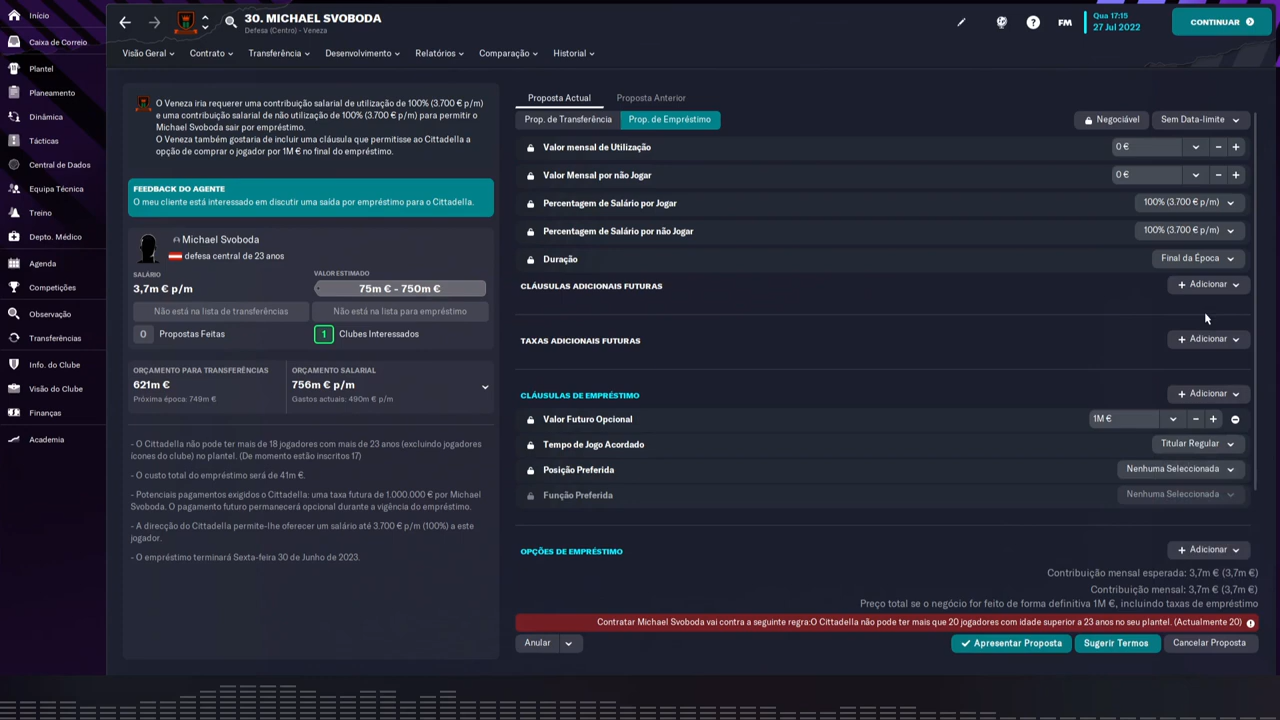 Início
Caixa de Correio
Plantel
Planeamento
Dinâmica
Tácticas
Central de Dados
Equipa Técnica
Treino
Depto. Médico
Agenda
Competições
Observação
Transferências
Info. do Clube
Visão do Clube
Finanças
Academia
30. MICHAEL SVOBODA
Defesa (Centro) - Veneza
FM
Qua 17:15
27 Jul 2022
CONTINUAR
Visão Geral
Contrato
Transferência
Desenvolvimento
Relatórios
Comparação
Historial
O Veneza iria requerer uma contribuição salarial de utilização de 100% (3.700 € p/m)
e uma contribuição salarial de não utilização de 100% (3.700 € p/m) para permitir o
Michael Svoboda sair por empréstimo.
O Veneza também gostaria de incluir uma cláusula que permitisse ao Cittadella a
opção de comprar o jogador por 1M € no final do empréstimo.
FEEDBACK DO AGENTE
O meu cliente está interessado em discutir uma saída por empréstimo para o Cittadella.
Michael Svoboda
defesa central de 23 anos
SALÁRIO
3,7m € p/m
VALOR ESTIMADO
75m € - 750m €
Não está na lista de transferências
Não está na lista para empréstimo
0 Propostas Feitas
1 Clubes Interessados
ORÇAMENTO PARA TRANSFERÊNCIAS
621m €
Próxima época: 749m €
ORÇAMENTO SALARIAL
756m € p/m
Gastos actuais: 490m € p/m
- O Cittadella não pode ter mais de 18 jogadores com mais de 23 anos (excluindo jogadores
ícones do clube) no plantel. (De momento estão inscritos 17)
- O custo total do empréstimo será de 41m €.
- Potenciais pagamentos exigidos o Cittadella: uma taxa futura de 1.000.000 € por Michael
Svoboda. O pagamento futuro permanecerá opcional durante a vigência do empréstimo.
- A direcção do Cittadella permite-lhe oferecer um salário até 3.700 € p/m (100%) a este
jogador.
- O empréstimo terminará Sexta-feira 30 de Junho de 2023.
Proposta Actual
Proposta Anterior
Prop. de Transferência
Prop. de Empréstimo
Negociável
Sem Data-limite
Valor mensal de Utilização
0 €
Valor Mensal por não Jogar
0 €
Percentagem de Salário por Jogar
100% (3.700 € p/m)
Percentagem de Salário por não Jogar
100% (3.700 € p/m)
Duração
Final da Época
CLÁUSULAS ADICIONAIS FUTURAS
+ Adicionar
TAXAS ADICIONAIS FUTURAS
+ Adicionar
CLÁUSULAS DE EMPRÉSTIMO
+ Adicionar
Valor Futuro Opcional
1M €
Tempo de Jogo Acordado
Titular Regular
Posição Preferida
Nenhuma Seleccionada
Função Preferida
Nenhuma Seleccionada
OPÇÕES DE EMPRÉSTIMO
+ Adicionar
Contribuição mensal esperada: 3,7m € (3,7m €)
Contribuição mensal: 3,7m € (3,7m €)
Preço total se o negócio for feito de forma definitiva 1M €, incluindo taxas de empréstimo
Contratar Michael Svoboda vai contra a seguinte regra:O Cittadella não pode ter mais que 20 jogadores com idade superior a 23 anos no seu plantel. (Actualmente 20)
Anular
Apresentar Proposta
Sugerir Termos
Cancelar Proposta